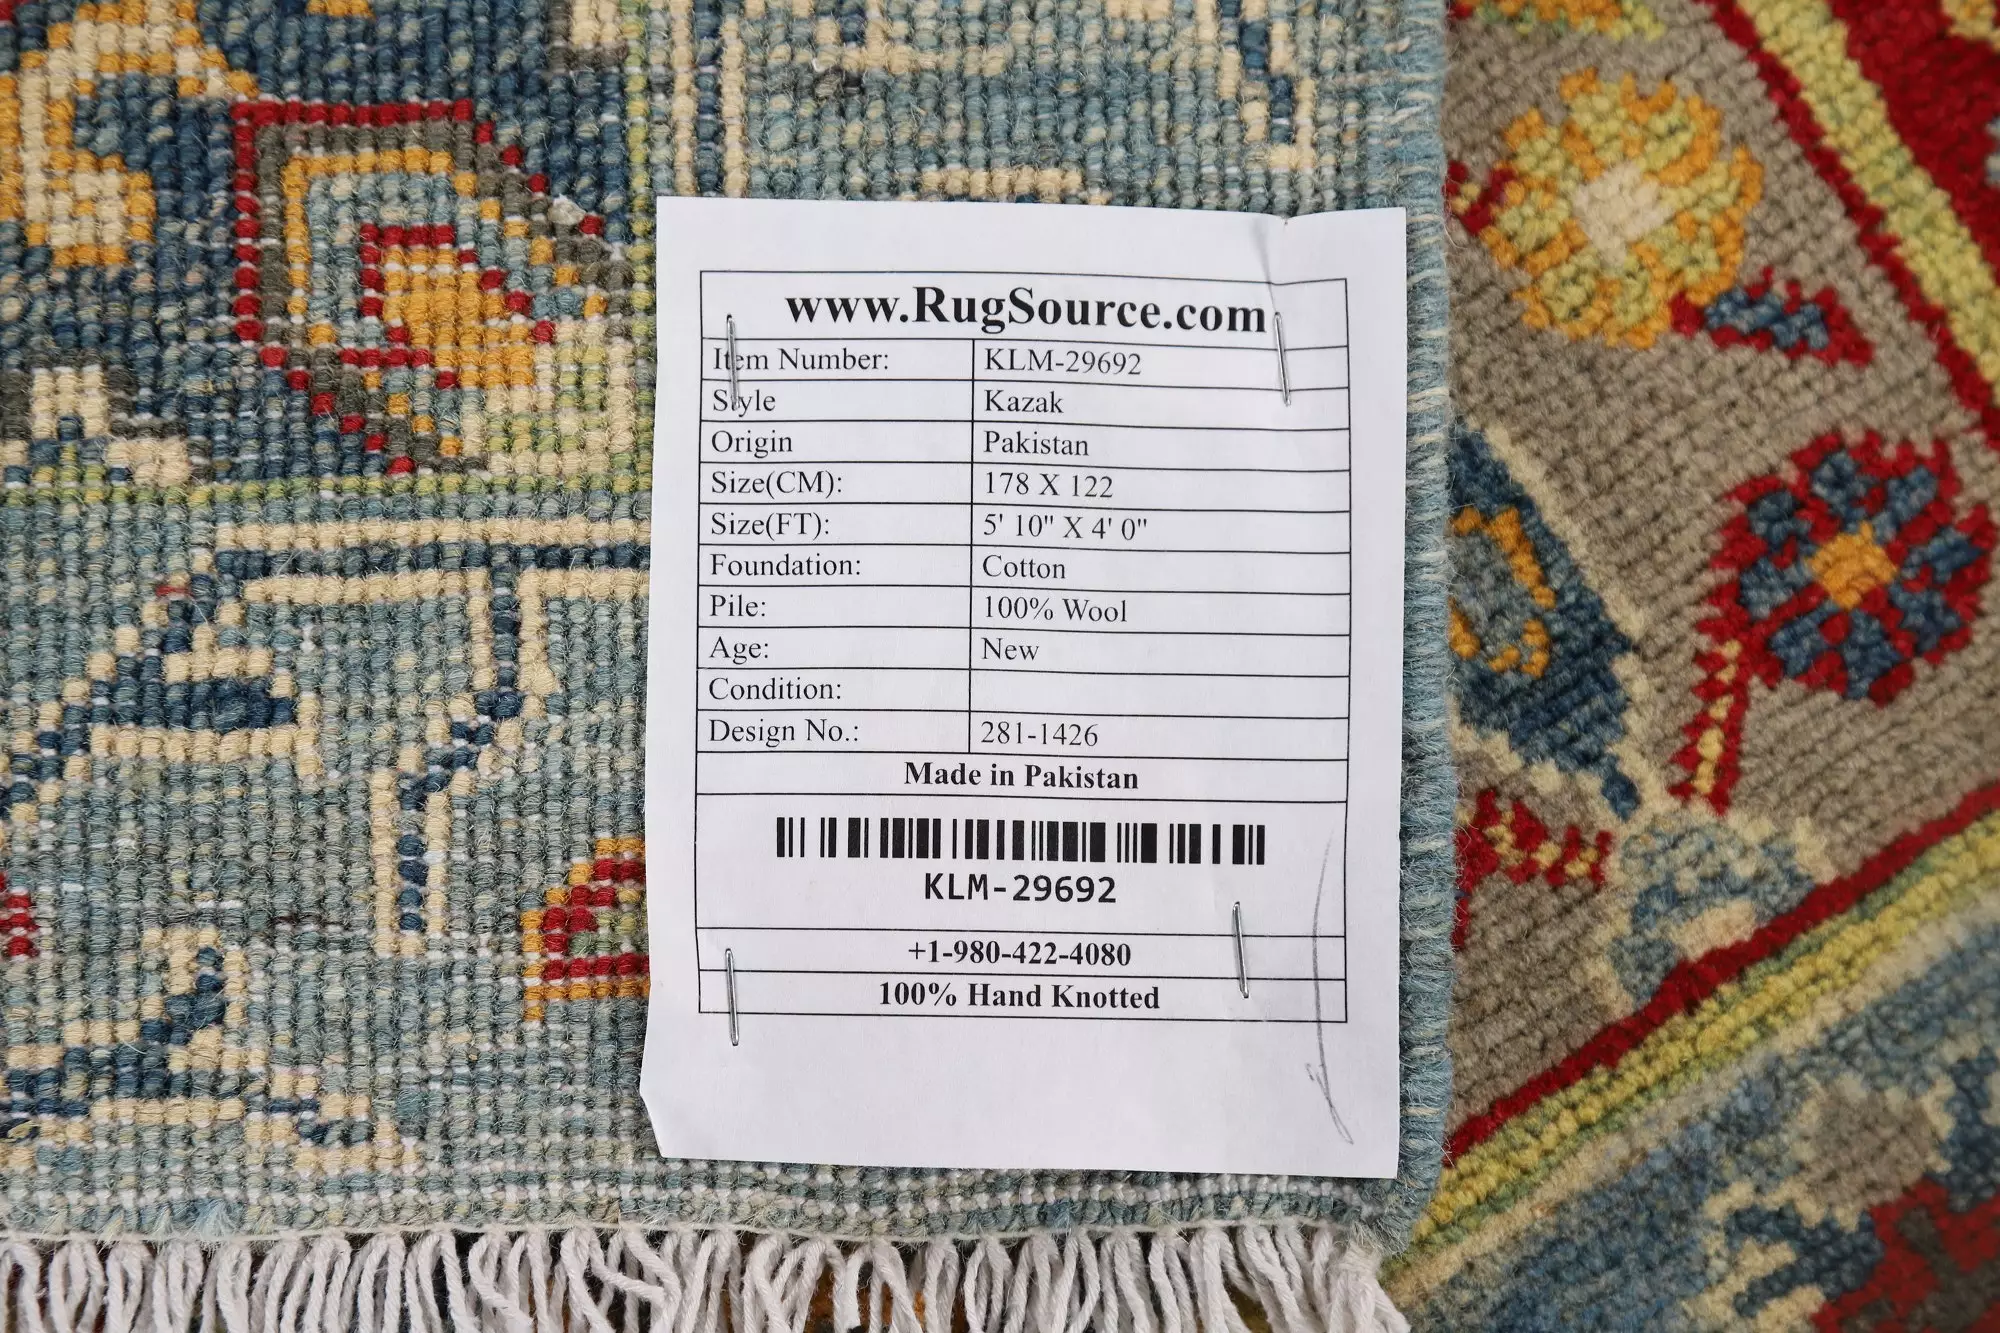 www.RugSource.com
Item Number: KLM-29692
Style Kazak
Origin Pakistan
Size(CM): 178 X 122
Size(FT): 5' 10" X 4' 0"
Foundation: Cotton
Pile: 100% Wool
Age: New
Condition:
Design No.: 281-1426
Made in Pakistan
KLM-29692
+1-980-422-4080
100% Hand Knotted